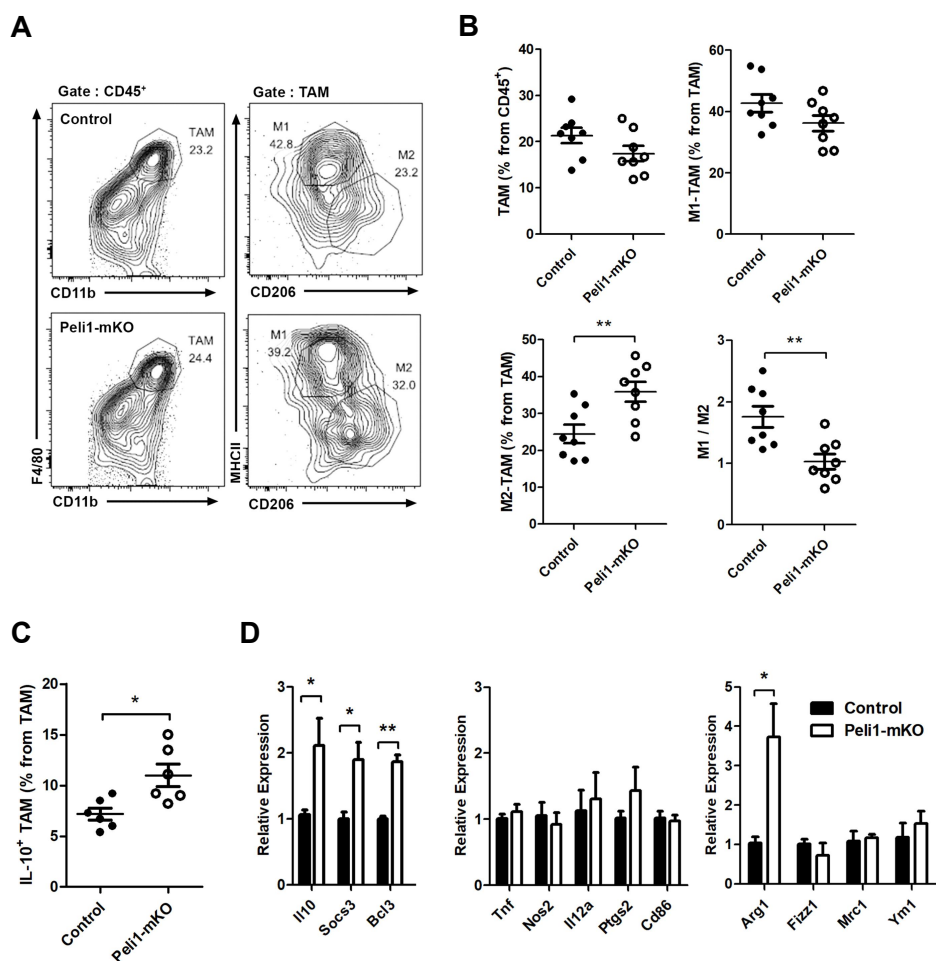 A
Gate : CD45⁺
Gate : TAM
Control
TAM
23.2
M1
42.8
M2
23.2
CD11b
CD206
Peli1-mKO
TAM
24.4
M1
39.2
M2
32.0
F4/80
MHCII
CD11b
CD206
B
TAM (% from CD45⁺)
40
30
20
10
0
Control
Peli1-mKO
M1-TAM (% from TAM)
60
40
20
0
Control
Peli1-mKO
M2-TAM (% from TAM)
50
40
30
20
10
0
**
Control
Peli1-mKO
M1 / M2
3
2
1
0
**
Control
Peli1-mKO
C
IL-10⁺ TAM (% from TAM)
20
15
10
5
0
*
Control
Peli1-mKO
D
Relative Expression
3
2
1
0
*
*
**
Il10
Socs3
Bcl3
Relative Expression
3
2
1
0
Tnf
Nos2
Il12a
Ptgs2
Cd86
Relative Expression
5
4
3
2
1
0
*
Control
Peli1-mKO
Arg1
Fizz1
Mrc1
Ym1